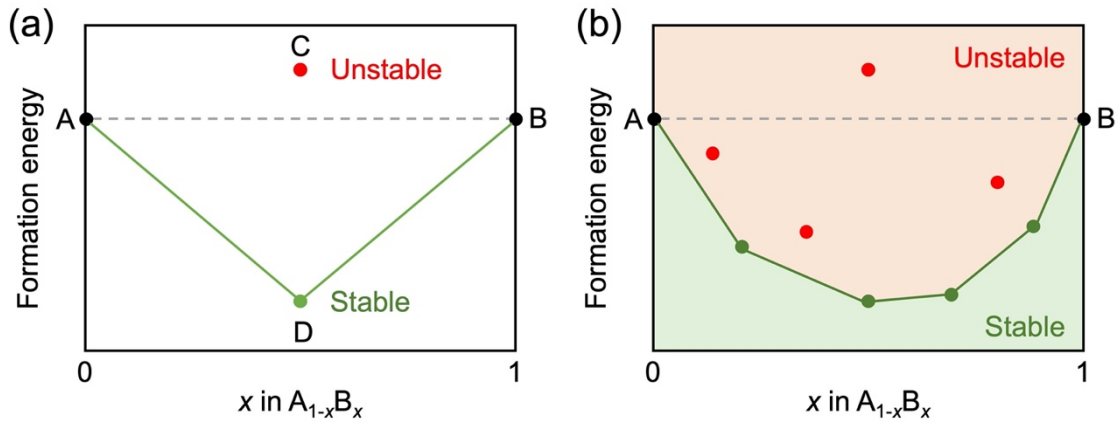 (a)
C
Unstable
A
B
Stable
D
Formation energy
0
1
x in A₁₋ₓBₓ
(b)
Unstable
A
B
Stable
Formation energy
0
1
x in A₁₋ₓBₓ